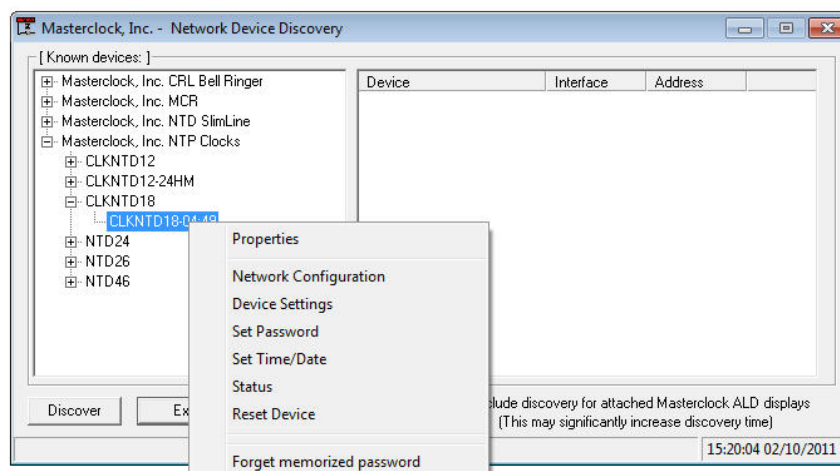 Masterclock, Inc. - Network Device Discovery
[ Known devices: ]
Masterclock, Inc. CRL Bell Ringer
Masterclock, Inc. MCR
Masterclock, Inc. NTD SlimLine
Masterclock, Inc. NTP Clocks
CLKNTD12
CLKNTD12-24HM
CLKNTD18
CLKNTD18-04-49
NTD24
NTD26
NTD46
Device Interface Address
Properties
Network Configuration
Device Settings
Set Password
Set Time/Date
Status
Reset Device
Forget memorized password
Discover
discovery for attached Masterclock ALD displays
(This may significantly increase discovery time)
15:20:04 02/10/2011